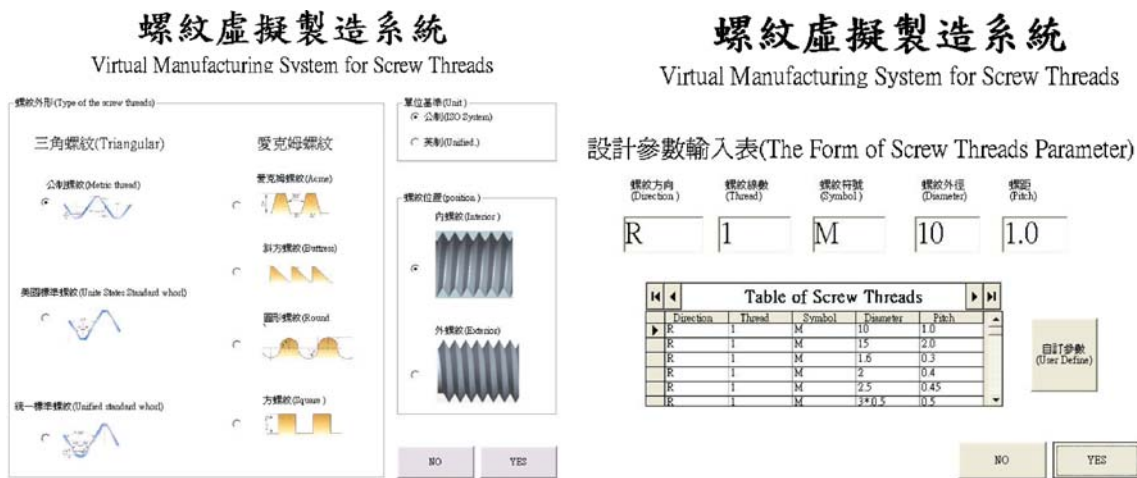 螺紋虛擬製造系統
Virtual Manufacturing System for Screw Threads
螺紋外形(Type of the screw threads)
三角螺紋(Triangular)
愛克姆螺紋
公制螺紋(Metric thread)
美國標準螺紋(Unite States Standard whorl)
統一標準螺紋(Unified standard whorl)
愛克姆螺紋(Acme)
斜方螺紋(Buttress)
圓形螺紋(Round
方螺紋(Square)
單位基準(Unit)
公制(ISO System)
英制(Unified.)
螺紋位置(position)
內螺紋(Interior)
外螺紋(Exterior)
NO YES
螺紋虛擬製造系統
Virtual Manufacturing System for Screw Threads
設計參數輸入表(The Form of Screw Threads Parameter)
螺紋方向 螺紋線數 螺紋符號 螺紋外徑 螺距
(Direction) (Thread) (Symbol) (Diameter) (Pitch)
R 1 M 10 1.0
Table of Screw Threads
Direction Thread Symbol Diameter Pitch
R 1 M 10 1.0
R 1 M 15 2.0
R 1 M 1.6 0.3
R 1 M 2 0.4
R 1 M 2.5 0.45
R 1 M 3*0.5 0.5
自訂參數
(User Define)
NO YES